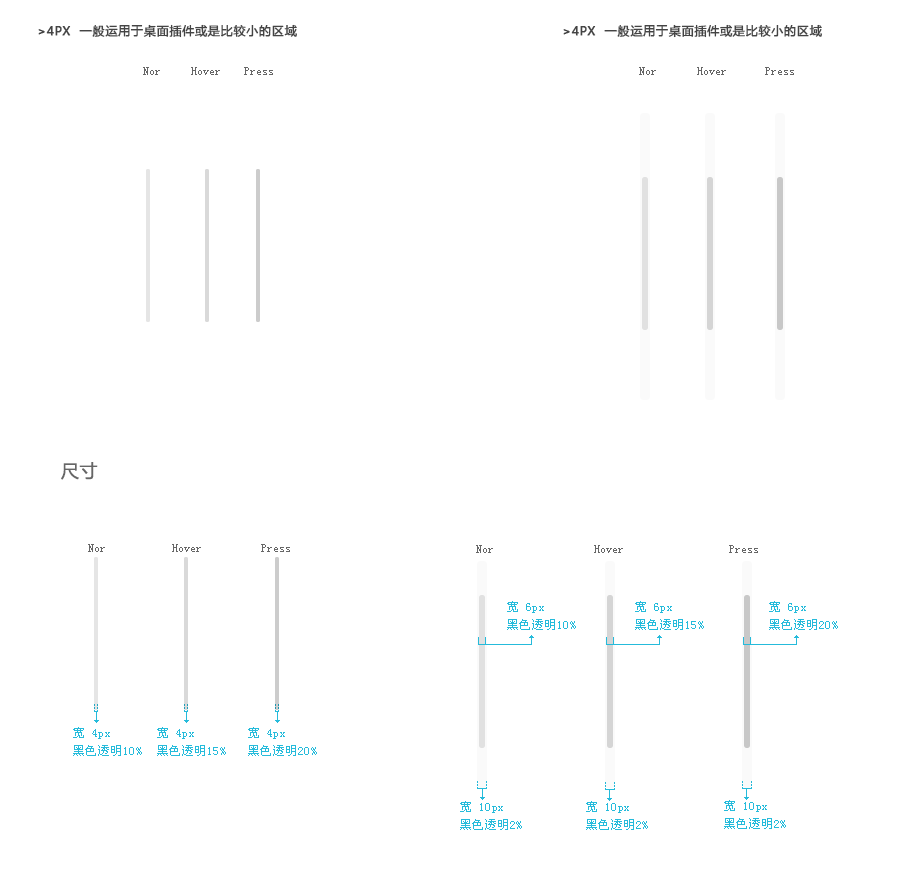 >4PX 一般运用于桌面插件或是比较小的区域
>4PX 一般运用于桌面插件或是比较小的区域
Nor Hover Press
Nor Hover Press
尺寸
Nor Hover Press
Nor Hover Press
宽 6px
黑色透明10%
宽 6px
黑色透明15%
宽 6px
黑色透明20%
宽 4px
黑色透明10%
宽 4px
黑色透明15%
宽 4px
黑色透明20%
宽 10px
黑色透明2%
宽 10px
黑色透明2%
宽 10px
黑色透明2%